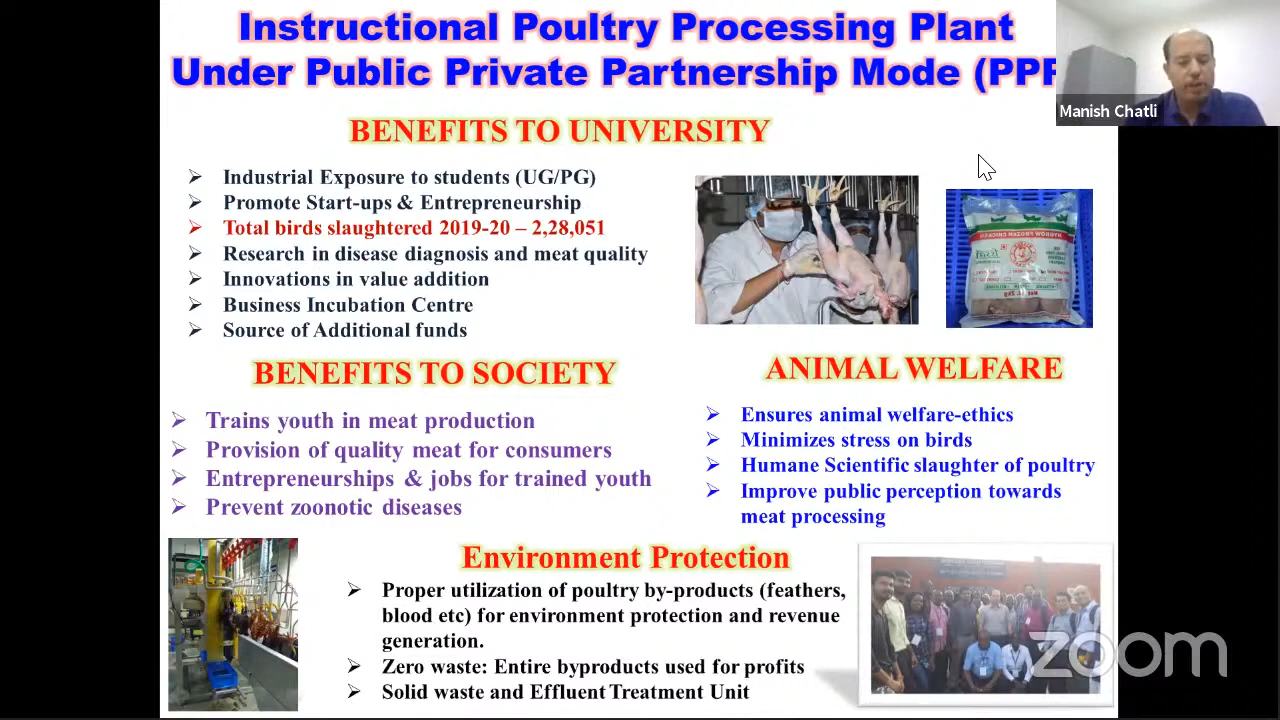 Instructional Poultry Processing Plant
Under Public Private Partnership Mode (PPP
Manish Chatli
BENEFITS TO UNIVERSITY
Industrial Exposure to students (UG/PG)
Promote Start-ups & Entrepreneurship
Total birds slaughtered 2019-20 – 2,28,051
Research in disease diagnosis and meat quality
Innovations in value addition
Business Incubation Centre
Source of Additional funds
BENEFITS TO SOCIETY
Trains youth in meat production
Provision of quality meat for consumers
Entrepreneurships & jobs for trained youth
Prevent zoonotic diseases
ANIMAL WELFARE
Ensures animal welfare-ethics
Minimizes stress on birds
Humane Scientific slaughter of poultry
Improve public perception towards
meat processing
Environment Protection
Proper utilization of poultry by-products (feathers,
blood etc) for environment protection and revenue
generation.
Zero waste: Entire byproducts used for profits
Solid waste and Effluent Treatment Unit
zoom